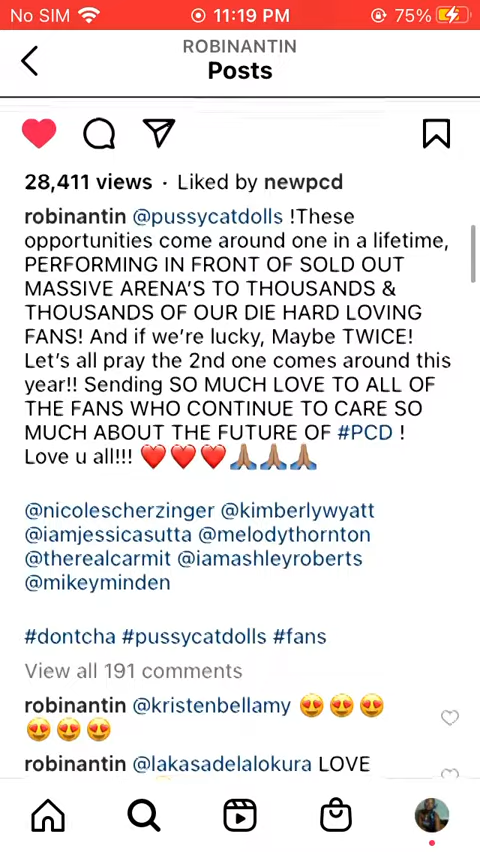 No SIM 11:19 PM 75%
ROBINANTIN
Posts
28,411 views · Liked by newpcd
robinantin @pussycatdolls !These
opportunities come around one in a lifetime,
PERFORMING IN FRONT OF SOLD OUT
MASSIVE ARENA'S TO THOUSANDS &
THOUSANDS OF OUR DIE HARD LOVING
FANS! And if we're lucky, Maybe TWICE!
Let's all pray the 2nd one comes around this
year!! Sending SO MUCH LOVE TO ALL OF
THE FANS WHO CONTINUE TO CARE SO
MUCH ABOUT THE FUTURE OF #PCD !
Love u all!!! ❤️❤️❤️🙏🏽🙏🏽🙏🏽
@nicolescherzinger @kimberlywyatt
@iamjessicasutta @melodythornton
@therealcarmit @iamashleyroberts
@mikeyminden
#dontcha #pussycatdolls #fans
View all 191 comments
robinantin @kristenbellamy 😍😍😍
😍😍😍
robinantin @lakasadelalokura LOVE